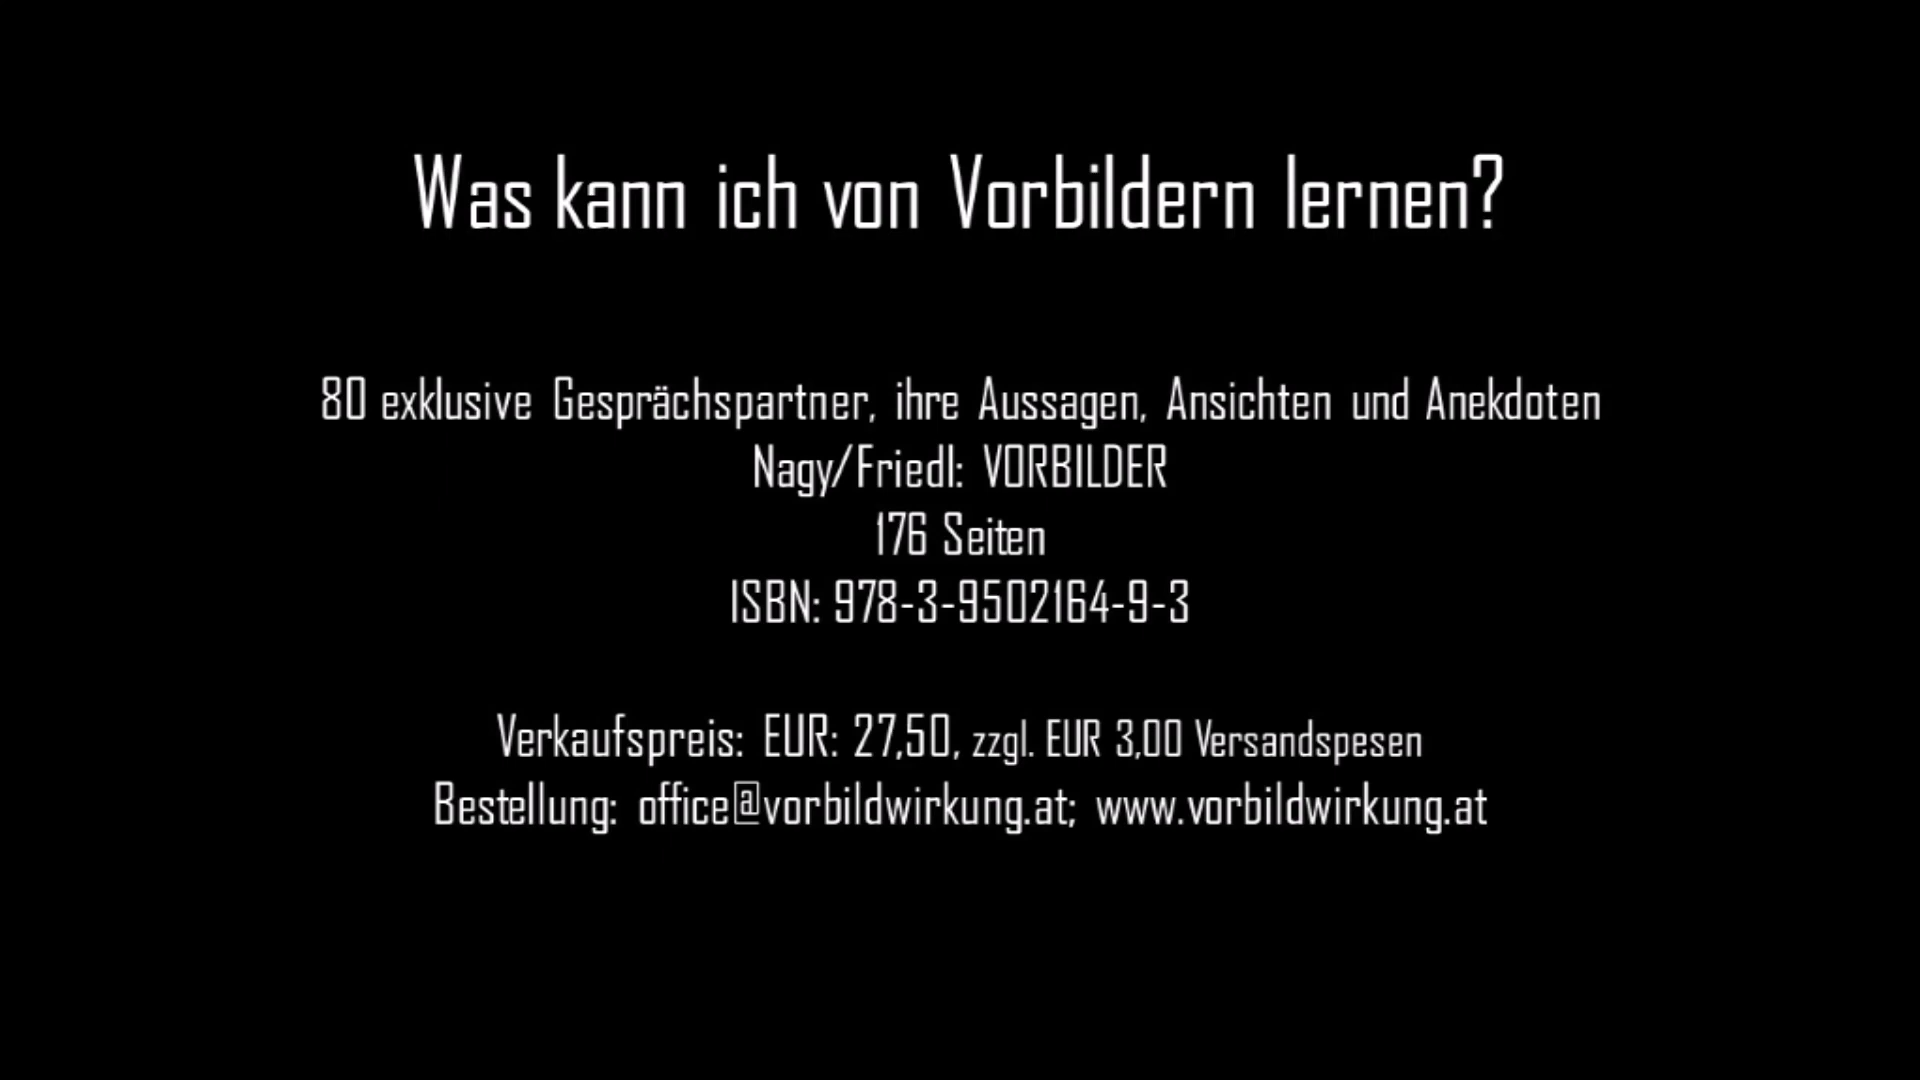 Was kann ich von Vorbildern lernen?
80 exklusive Gesprächspartner, ihre Aussagen, Ansichten und Anekdoten
Nagy/Friedl: VORBILDER
176 Seiten
ISBN: 978-3-9502164-9-3
Verkaufspreis: EUR: 27,50, zzgl. EUR 3,00 Versandspesen
Bestellung: office@vorbildwirkung.at; www.vorbildwirkung.at